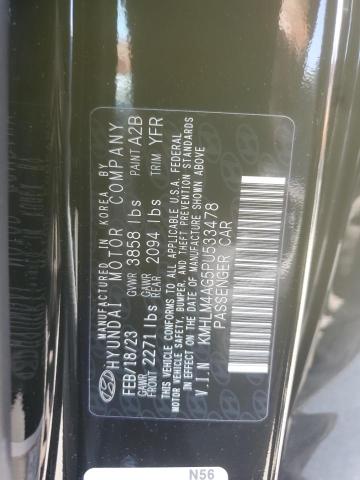 MANUFACTURED IN KOREA BY
HYUNDAI MOTOR COMPANY
FEB/18/23 GVWR 3858 lbs PAINT A2B
FRONT 2271 lbs REAR 2094 lbs TRIM YFR
THIS VEHICLE CONFORMS TO ALL APPLICABLE U.S.A. FEDERAL
MOTOR VEHICLE SAFETY, BUMPER, AND THEFT PREVENTION STANDARDS
IN EFFECT ON THE DATE OF MANUFACTURE SHOWN ABOVE
V.I.N KMHLM4AG5PU533478
PASSENGER CAR
N56